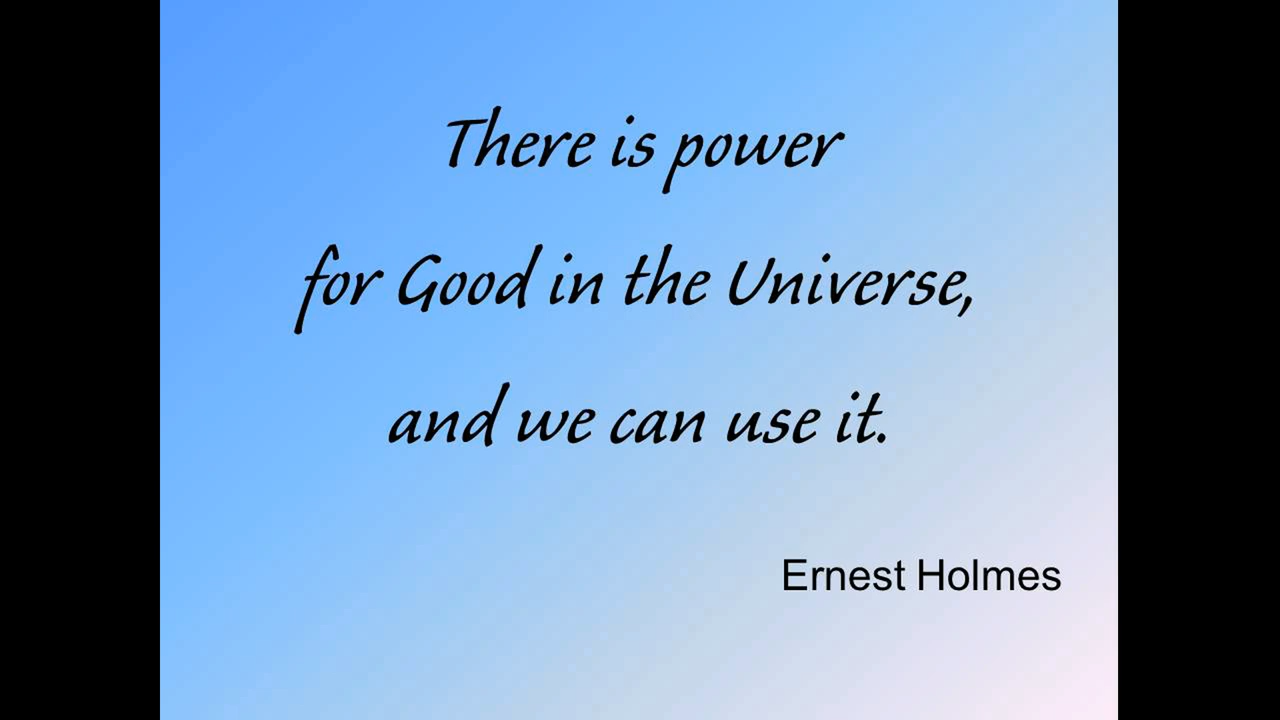 There is power
for Good in the Universe,
and we can use it.
Ernest Holmes